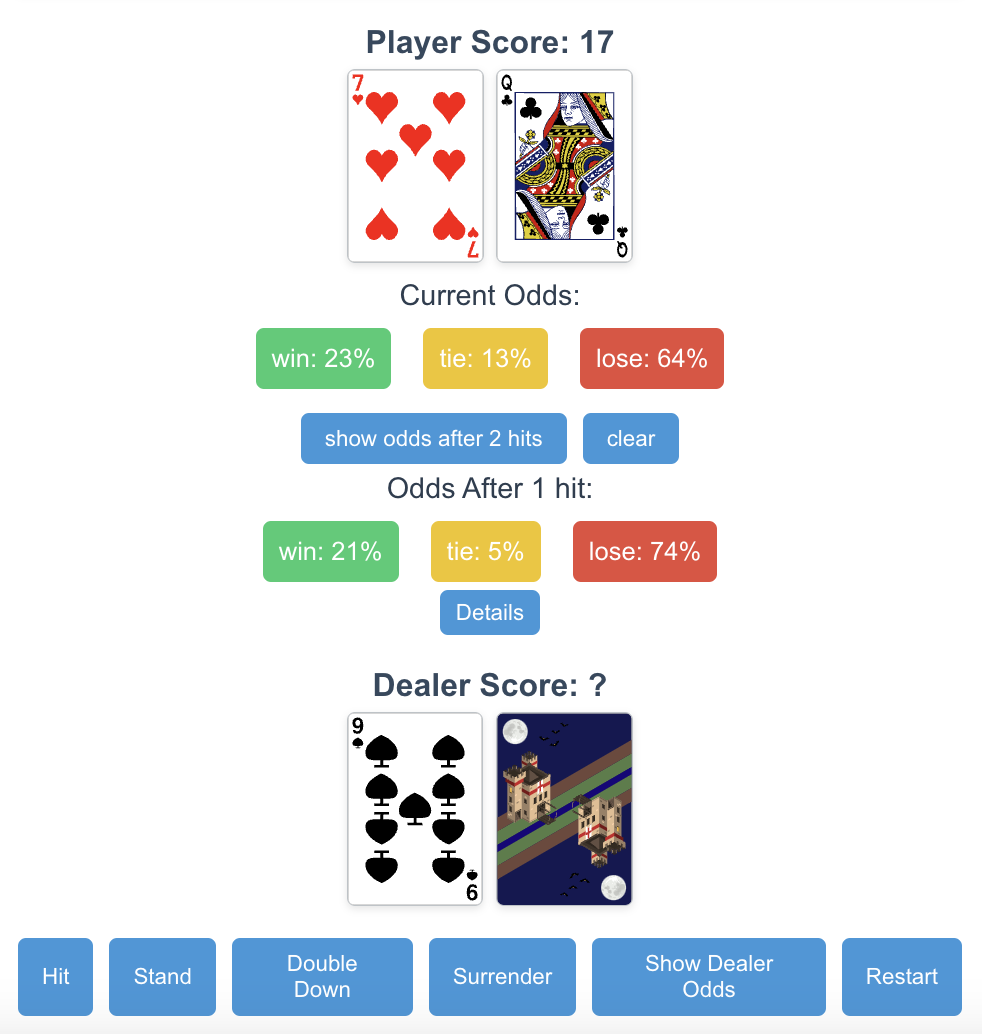 Player Score: 17
7
7
Q
Q
Current Odds:
win: 23%
tie: 13%
lose: 64%
show odds after 2 hits
clear
Odds After 1 hit:
win: 21%
tie: 5%
lose: 74%
Details
Dealer Score: ?
9
9
Hit
Stand
Double
Down
Surrender
Show Dealer
Odds
Restart